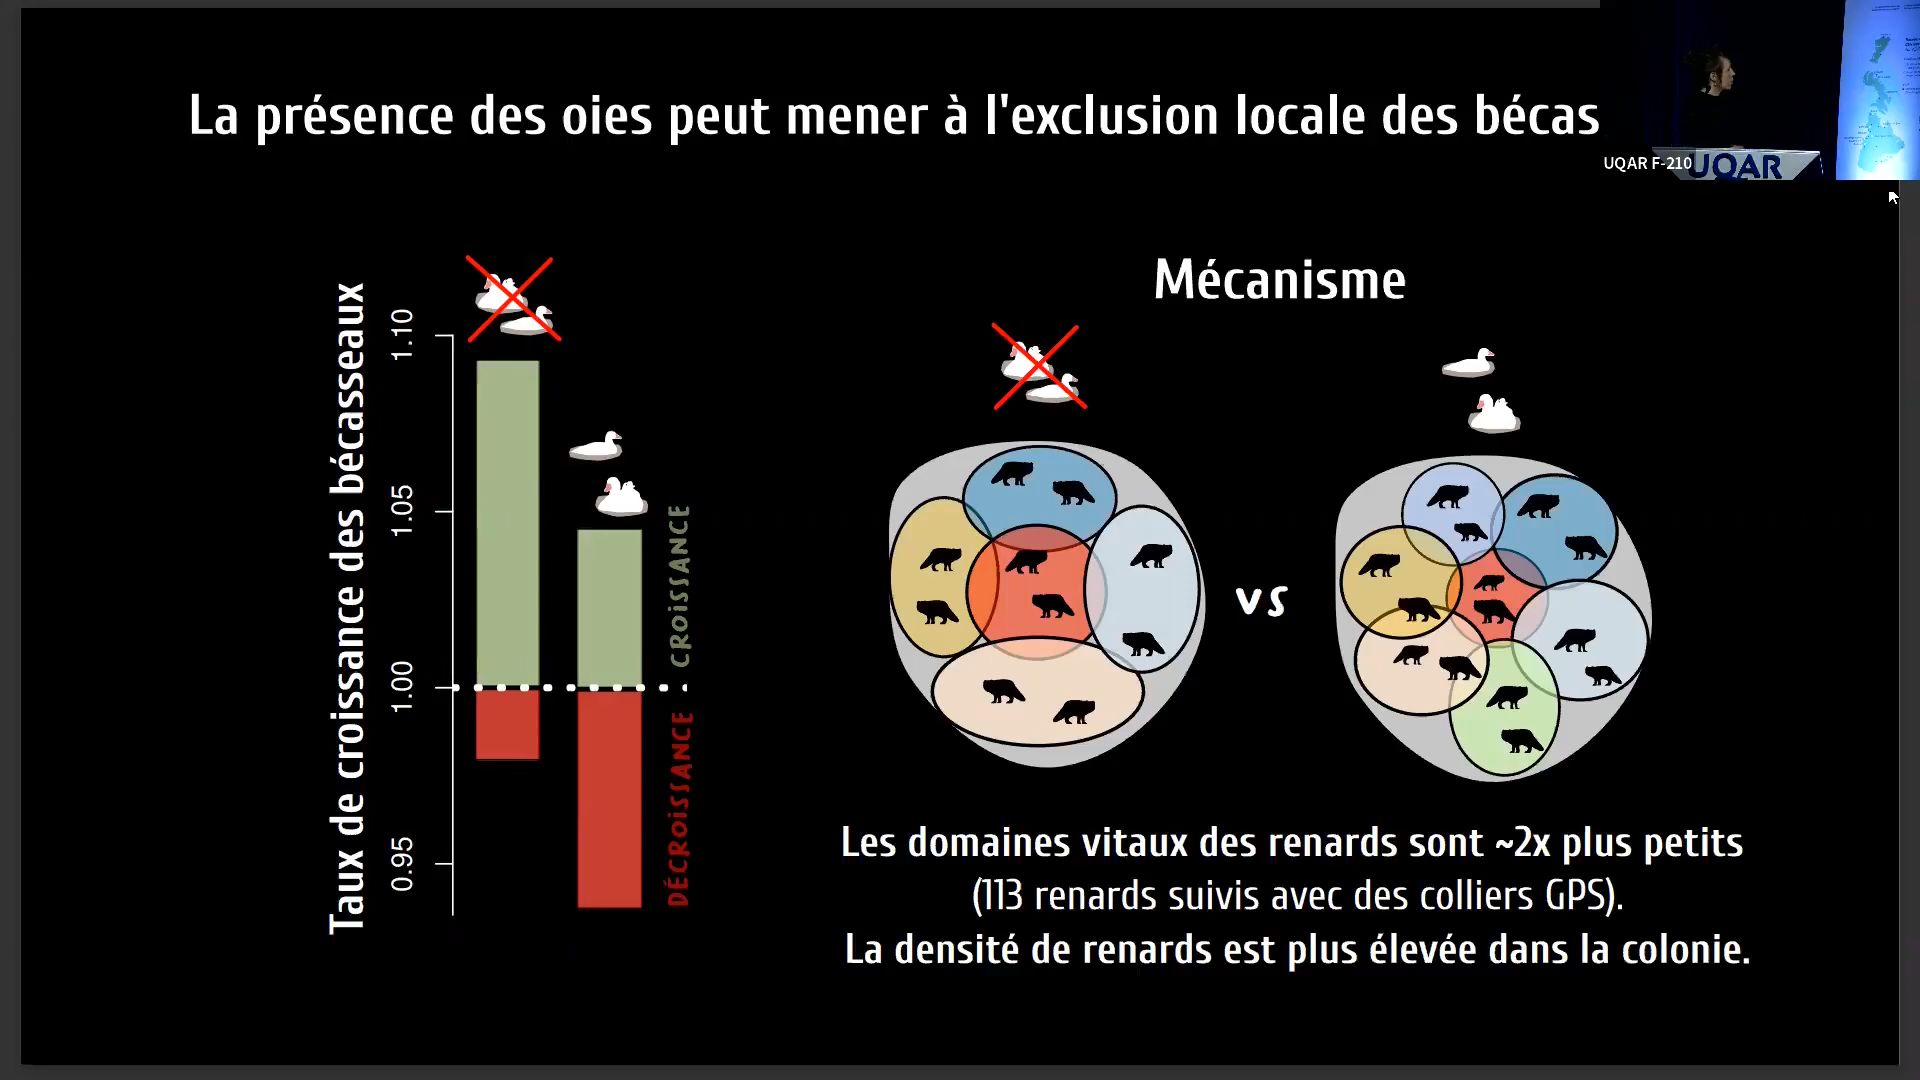 La présence des oies peut mener à l'exclusion locale des bécas
UQAR F-210
UQAR
Taux de croissance des bécasseaux
1.10
1.05
1.00
0.95
CROISSANCE
DÉCROISSANCE
Mécanisme
vs
Les domaines vitaux des renards sont ~2x plus petits
(113 renards suivis avec des colliers GPS).
La densité de renards est plus élevée dans la colonie.